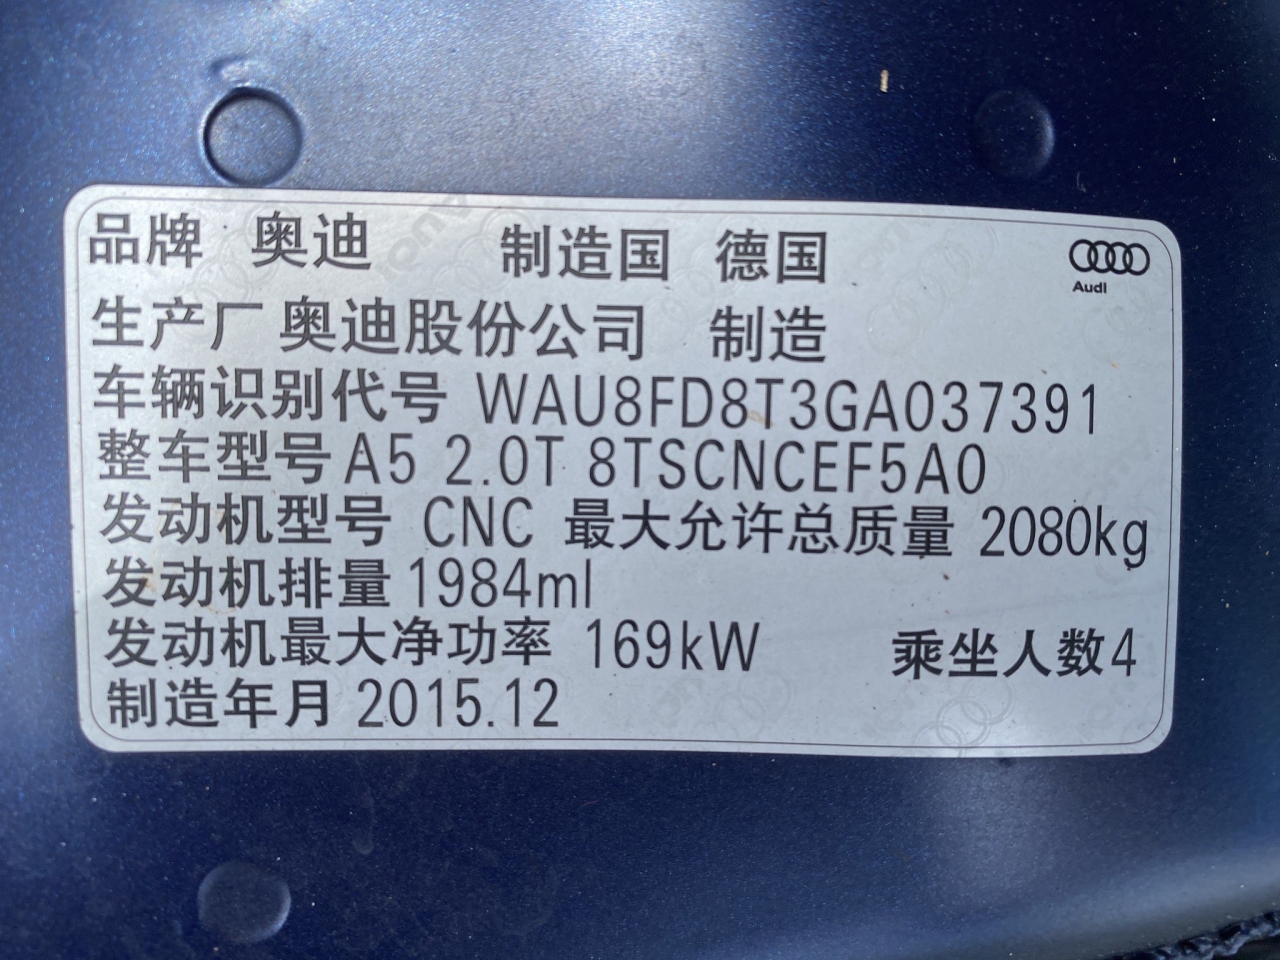 品牌 奥迪 制造国 德国
Audi
生产厂 奥迪股份公司 制造
车辆识别代号 WAU8FD8T3GA037391
整车型号 A5 2.0T 8TSCNCEF5A0
发动机型号 CNC 最大允许总质量 2080kg
发动机排量 1984ml
发动机最大净功率 169kW 乘坐人数4
制造年月 2015.12